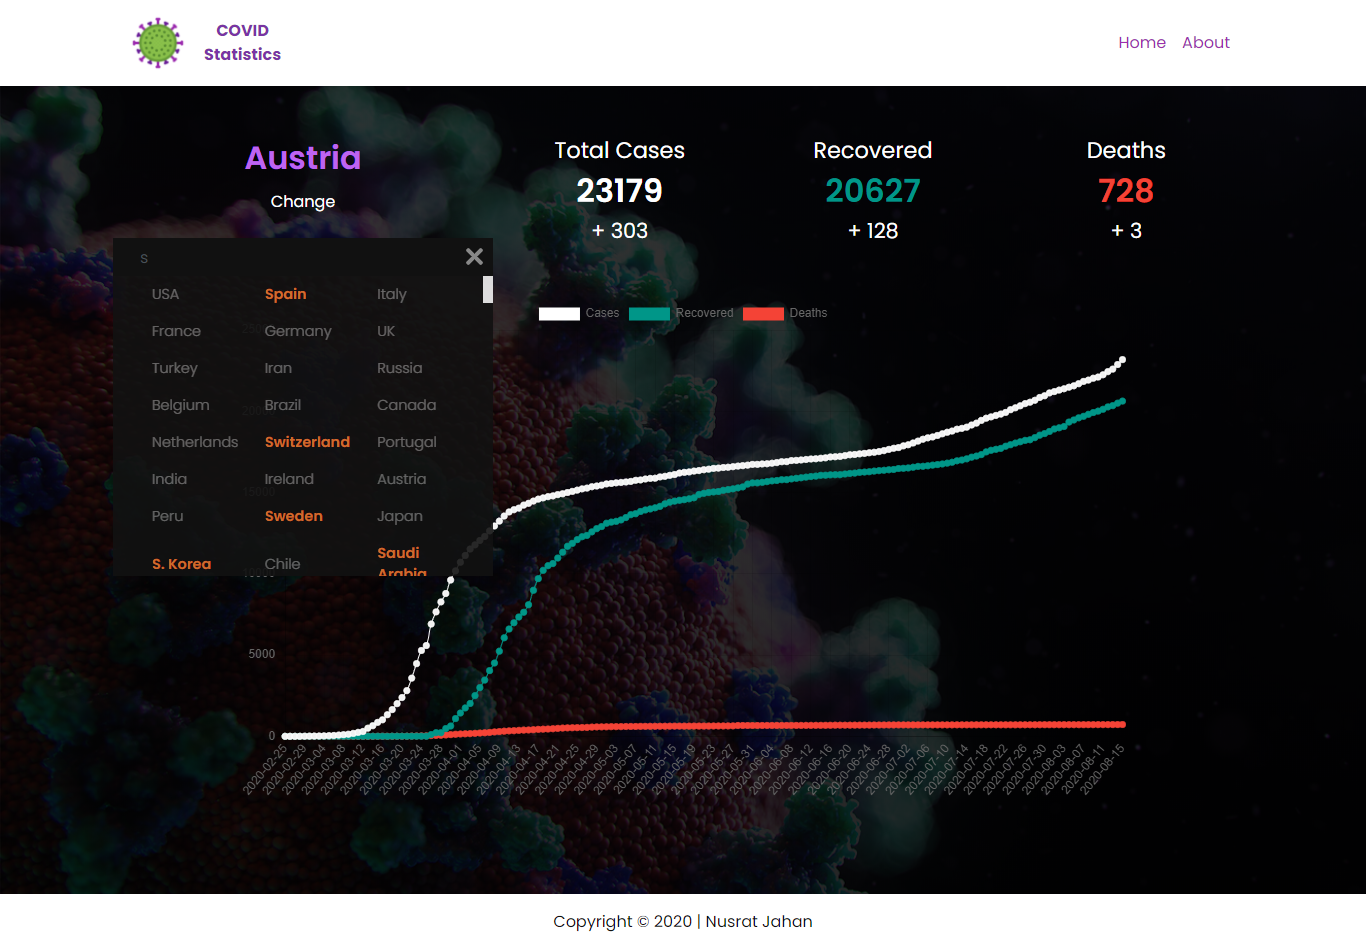 COVID
Statistics
Home
About
Austria
Change
Total Cases
23179
+ 303
Recovered
20627
+ 128
Deaths
728
+ 3
s
USA
Spain
Italy
France
Germany
UK
Turkey
Iran
Russia
Belgium
Brazil
Canada
Netherlands
Switzerland
Portugal
India
Ireland
Austria
Peru
Sweden
Japan
S. Korea
Chile
Saudi
Arabia
Cases
Recovered
Deaths
15000
10000
5000
0
2020-02-25
2020-02-29
2020-03-04
2020-03-08
2020-03-12
2020-03-16
2020-03-20
2020-03-24
2020-03-28
2020-04-01
2020-04-05
2020-04-09
2020-04-13
2020-04-17
2020-04-21
2020-04-25
2020-04-29
2020-05-03
2020-05-07
2020-05-11
2020-05-15
2020-05-19
2020-05-23
2020-05-27
2020-05-31
2020-06-04
2020-06-08
2020-06-12
2020-06-16
2020-06-20
2020-06-24
2020-06-28
2020-07-02
2020-07-06
2020-07-10
2020-07-14
2020-07-18
2020-07-22
2020-07-26
2020-07-30
2020-08-03
2020-08-07
2020-08-11
2020-08-15
Copyright © 2020 | Nusrat Jahan